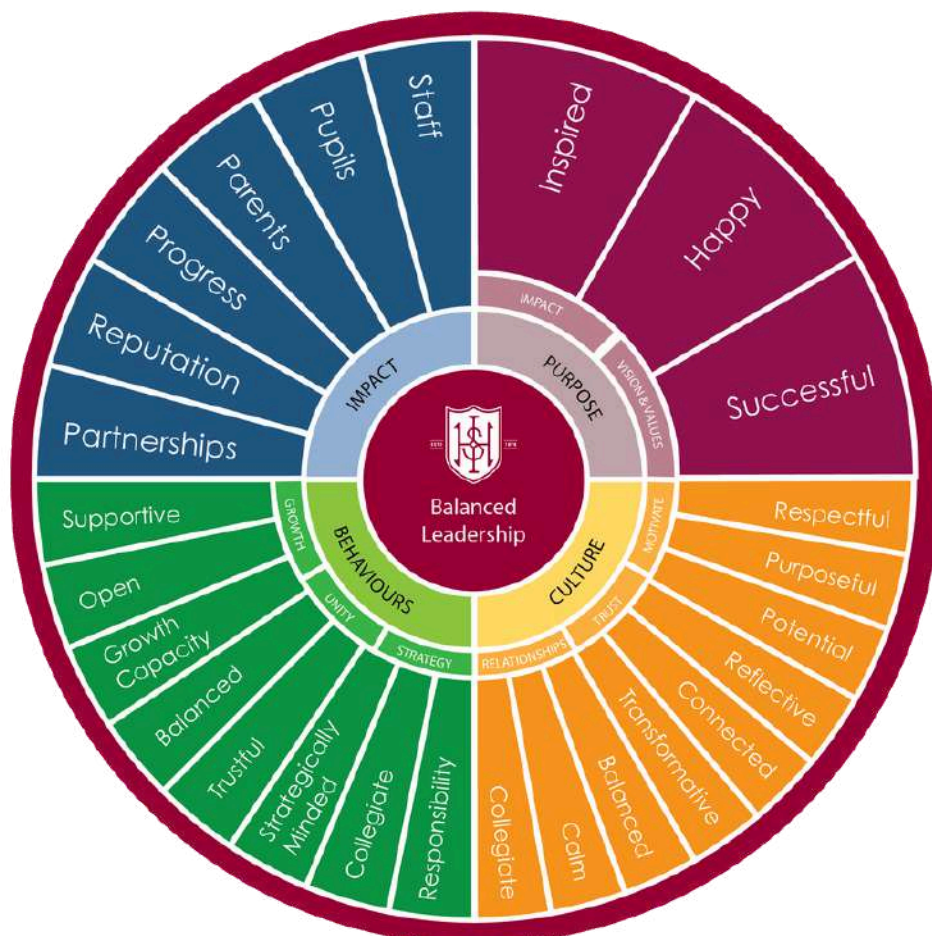 Balanced
Leadership
PURPOSE
IMPACT
VISION & VALUES
Inspired
Happy
Successful
CULTURE
MOTIVATE
TRUST
RELATIONSHIPS
Respectful
Purposeful
Potential
Reflective
Connected
Transformative
Balanced
Calm
Collegiate
BEHAVIOURS
STRATEGY
UNITY
GROWTH
Responsibility
Collegiate
Strategically
Minded
Trustful
Balanced
Growth
Capacity
Open
Supportive
IMPACT
Partnerships
Reputation
Progress
Parents
Pupils
Staff